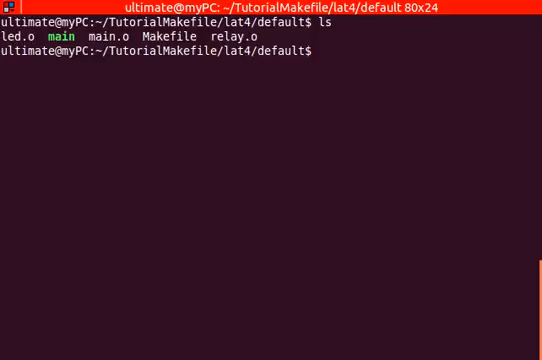 ultimate@myPC: ~/TutorialMakefile/lat4/default 80x24
ultimate@myPC:~/TutorialMakefile/lat4/default$ ls
led.o  main  main.o  Makefile  relay.o
ultimate@myPC:~/TutorialMakefile/lat4/default$